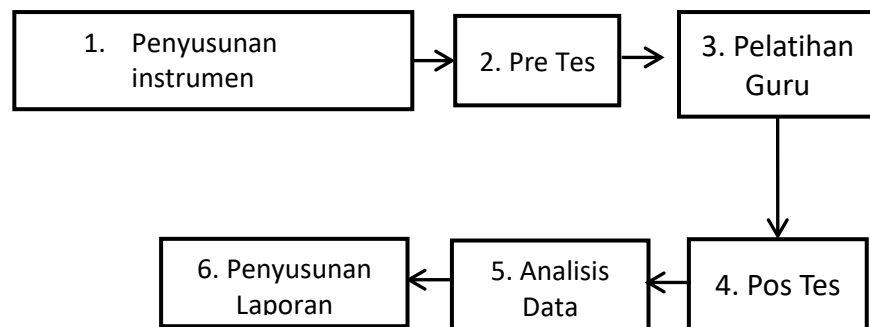 1. Penyusunan
instrumen
2. Pre Tes
3. Pelatihan
Guru
4. Pos Tes
5. Analisis
Data
6. Penyusunan
Laporan